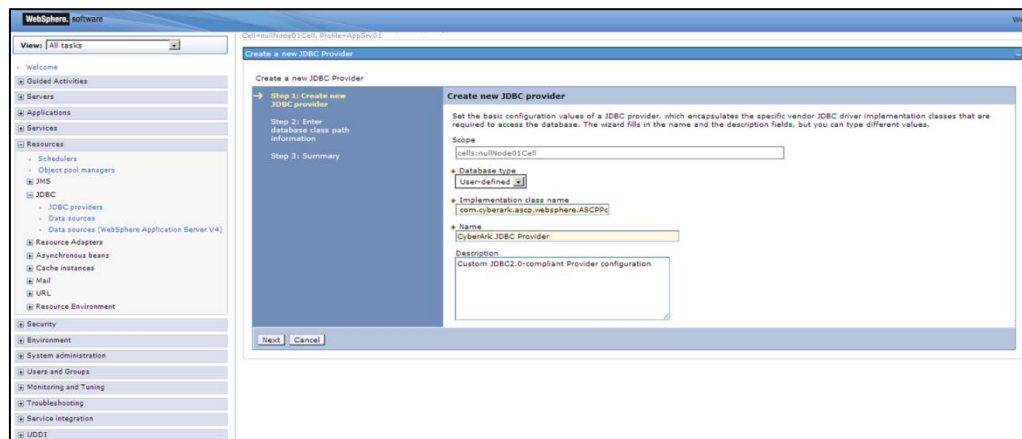 WebSphere. software
We
View: All tasks
Cell=nullNode01Cell, Profile=AppSrv01
Welcome
Guided Activities
Servers
Applications
Services
Resources
Schedulers
Object pool managers
JMS
JDBC
JDBC providers
Data sources
Data sources (WebSphere Application Server V4)
Resource Adapters
Asynchronous beans
Cache instances
Mail
URL
Resource Environment
Security
Environment
System administration
Users and Groups
Monitoring and Tuning
Troubleshooting
Service integration
UDDI
Create a new JDBC Provider
Create a new JDBC Provider
Step 1: Create new
JDBC provider
Step 2: Enter
database class path
information
Step 3: Summary
Create new JDBC provider
Set the basic configuration values of a JDBC provider, which encapsulates the specific vendor JDBC driver implementation classes that are
required to access the database. The wizard fills in the name and the description fields, but you can type different values.
Scope
cells:nullNode01Cell
Database type
User-defined
Implementation class name
com.cyberark.ascp.websphere.ASCPPc
Name
CyberArk JDBC Provider
Description
Custom JDBC2.0-compliant Provider configuration
Next Cancel